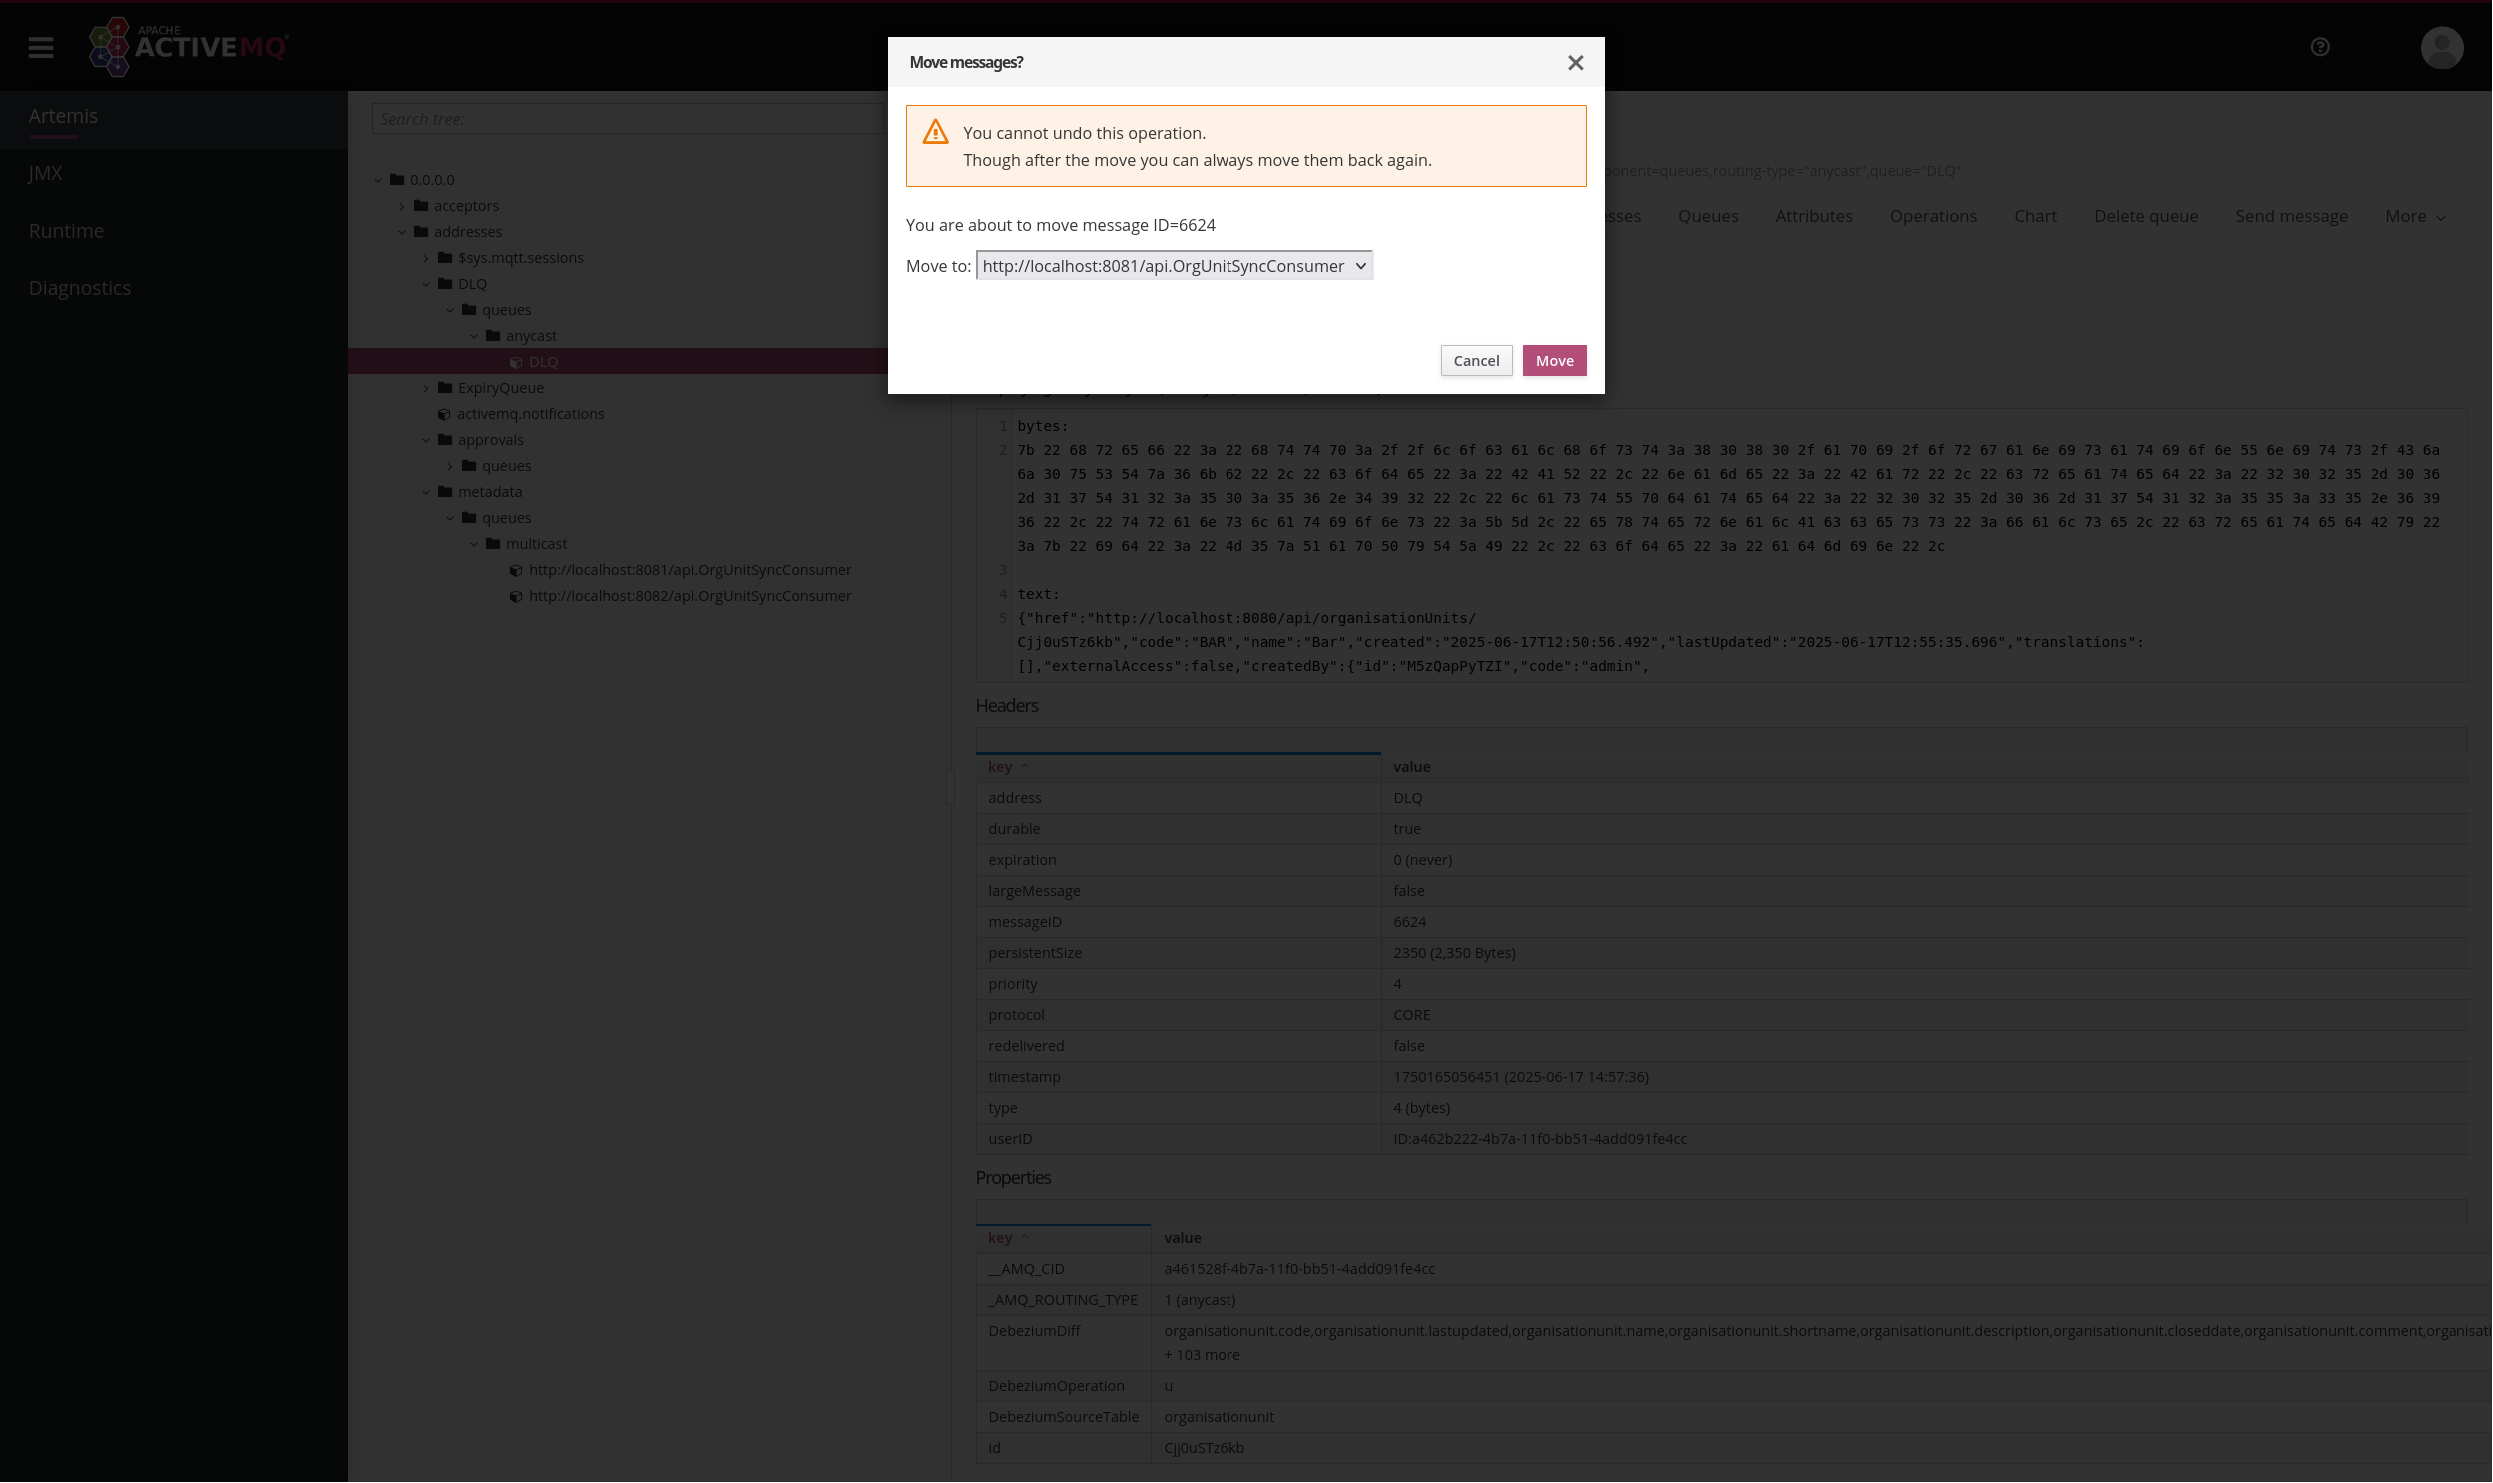 APACHE
ACTIVEMQ
Artemis
JMX
Runtime
Diagnostics
Search tree:
0.0.0.0
acceptors
addresses
$sys.mqtt.sessions
DLQ
queues
anycast
DLQ
ExpiryQueue
activemq.notifications
approvals
queues
metadata
queues
multicast
http://localhost:8081/api.OrgUnitSyncConsumer
http://localhost:8082/api.OrgUnitSyncConsumer
Move messages?
You cannot undo this operation.
Though after the move you can always move them back again.
You are about to move message ID=6624
Move to: http://localhost:8081/api.OrgUnitSyncConsumer
Cancel Move
ponent=queues,routing-type="anycast",queue="DLQ"
esses Queues Attributes Operations Chart Delete queue Send message More
1 bytes:
2 7b 22 68 72 65 66 22 3a 22 68 74 74 70 3a 2f 2f 6c 6f 63 61 6c 68 6f 73 74 3a 38 30 38 30 2f 61 70 69 2f 6f 72 67 61 6e 69 73 61 74 69 6f 6e 55 6e 69 74 73 2f 43 6a
6a 30 75 53 54 7a 36 6b 62 22 2c 22 63 6f 64 65 22 3a 22 42 41 52 22 2c 22 6e 61 6d 65 22 3a 22 42 61 72 22 2c 22 63 72 65 61 74 65 64 22 3a 22 32 30 32 35 2d 30 36
2d 31 37 54 31 32 3a 35 30 3a 35 36 2e 34 39 32 22 2c 22 6c 61 73 74 55 70 64 61 74 65 64 22 3a 22 32 30 32 35 2d 30 36 2d 31 37 54 31 32 3a 35 35 3a 33 35 2e 36 39
36 22 2c 22 74 72 61 6e 73 6c 61 74 69 6f 6e 73 22 3a 5b 5d 2c 22 65 78 74 65 72 6e 61 6c 41 63 63 65 73 73 22 3a 66 61 6c 73 65 2c 22 63 72 65 61 74 65 64 42 79 22
3a 7b 22 69 64 22 3a 22 4d 35 7a 51 61 70 50 79 54 5a 49 22 2c 22 63 6f 64 65 22 3a 22 61 64 6d 69 6e 22 2c
3
4 text:
5 {"href":"http://localhost:8080/api/organisationUnits/
Cjj0uSTz6kb","code":"BAR","name":"Bar","created":"2025-06-17T12:50:56.492","lastUpdated":"2025-06-17T12:55:35.696","translations":
[],"externalAccess":false,"createdBy":{"id":"M5zQapPyTZI","code":"admin",
Headers
key value
address DLQ
durable true
expiration 0 (never)
largeMessage false
messageID 6624
persistentSize 2350 (2,350 Bytes)
priority 4
protocol CORE
redelivered false
timestamp 1750165056451 (2025-06-17 14:57:36)
type 4 (bytes)
userID ID:a462b222-4b7a-11f0-bb51-4add091fe4cc
Properties
key value
__AMQ_CID a461528f-4b7a-11f0-bb51-4add091fe4cc
_AMQ_ROUTING_TYPE 1 (anycast)
DebeziumDiff organisationunit.code,organisationunit.lastupdated,organisationunit.name,organisationunit.shortname,organisationunit.description,organisationunit.closeddate,organisationunit.comment,organisati
+ 103 more
DebeziumOperation u
DebeziumSourceTable organisationunit
id Cjj0uSTz6kb